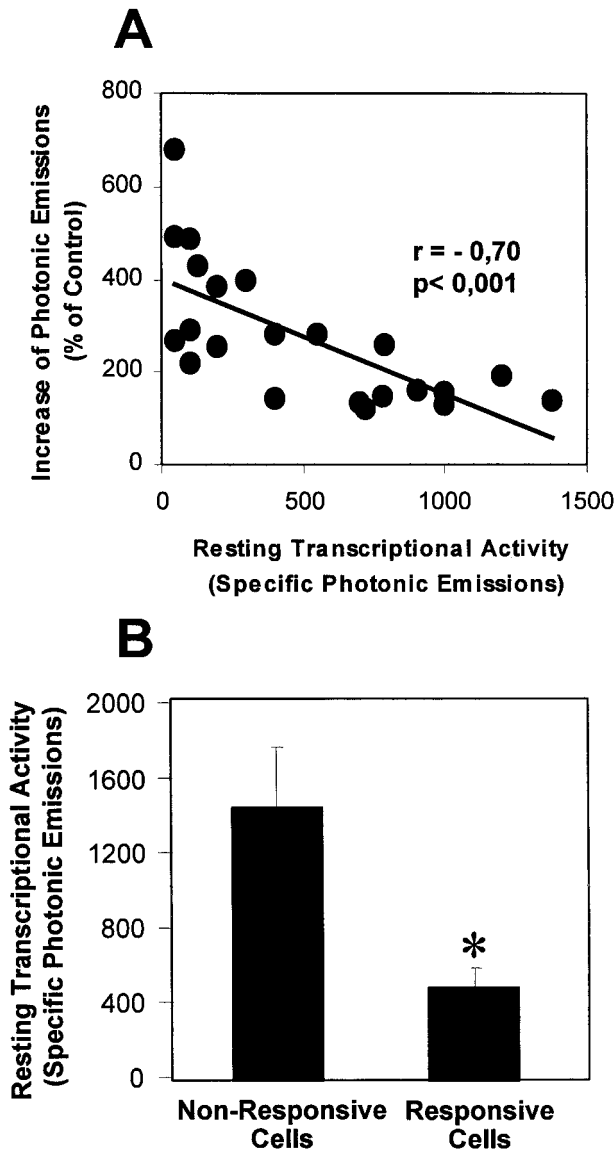 A
Increase of Photonic Emissions
(% of Control)
800
600
400
200
0
r = - 0,70
p< 0,001
0 500 1000 1500
Resting Transcriptional Activity
(Specific Photonic Emissions)
B
Resting Transcriptional Activity
(Specific Photonic Emissions)
2000
1600
1200
800
400
0
*
Non-Responsive Responsive
Cells Cells